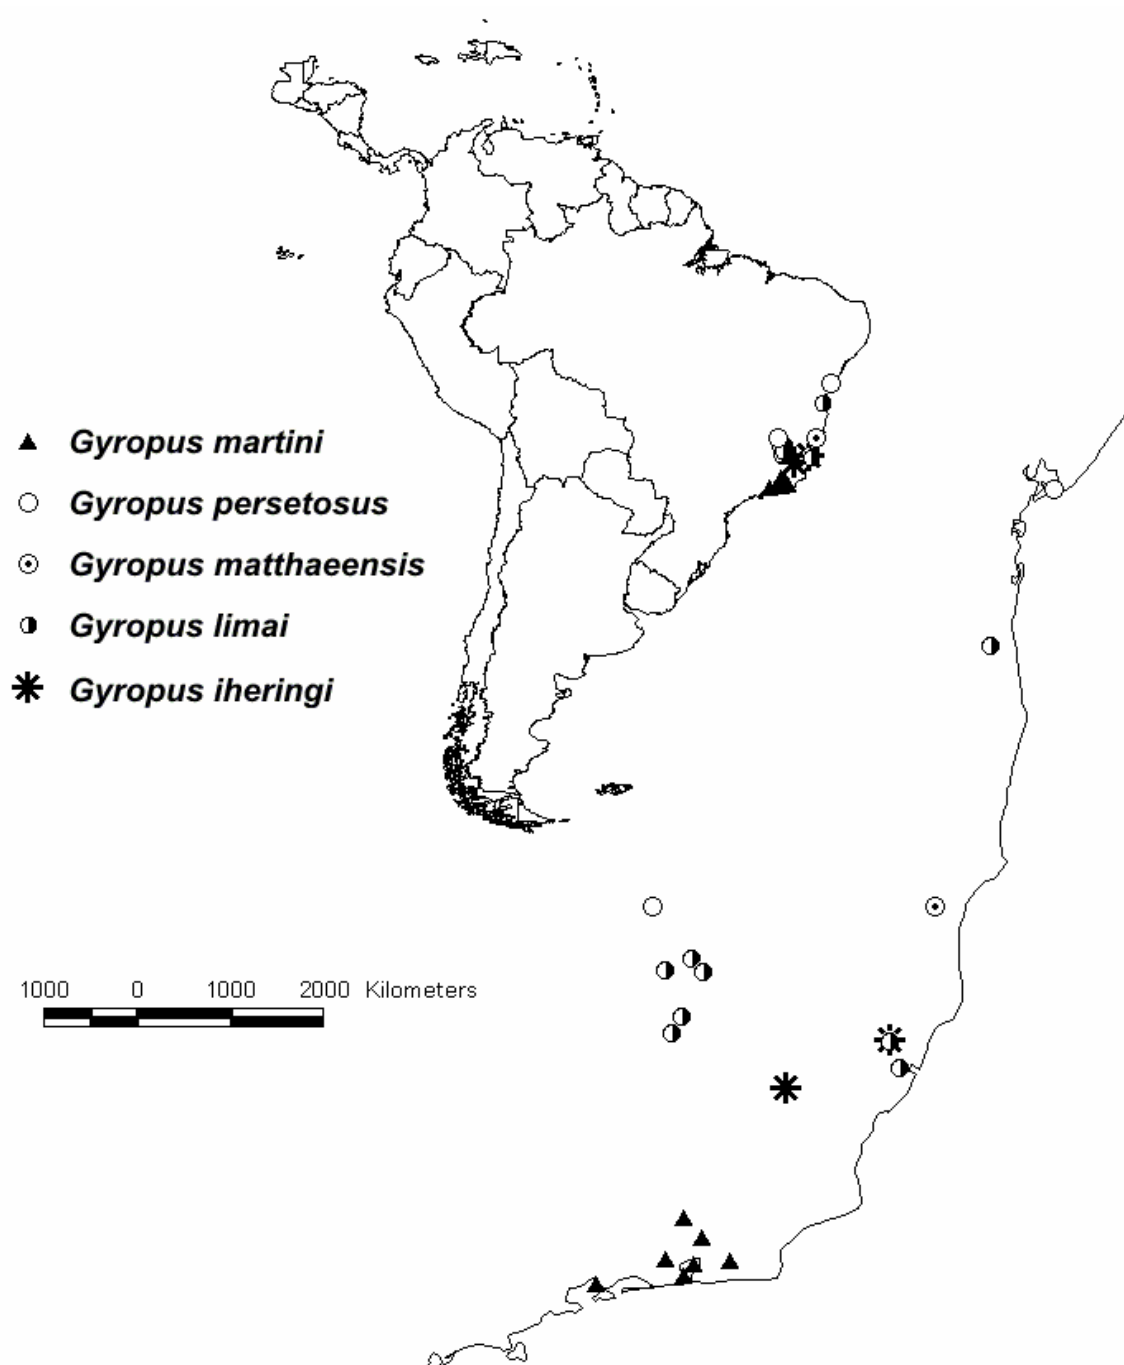 Gyropus martini
Gyropus persetosus
Gyropus matthaeensis
Gyropus limai
Gyropus iheringi
1000 0 1000 2000 Kilometers